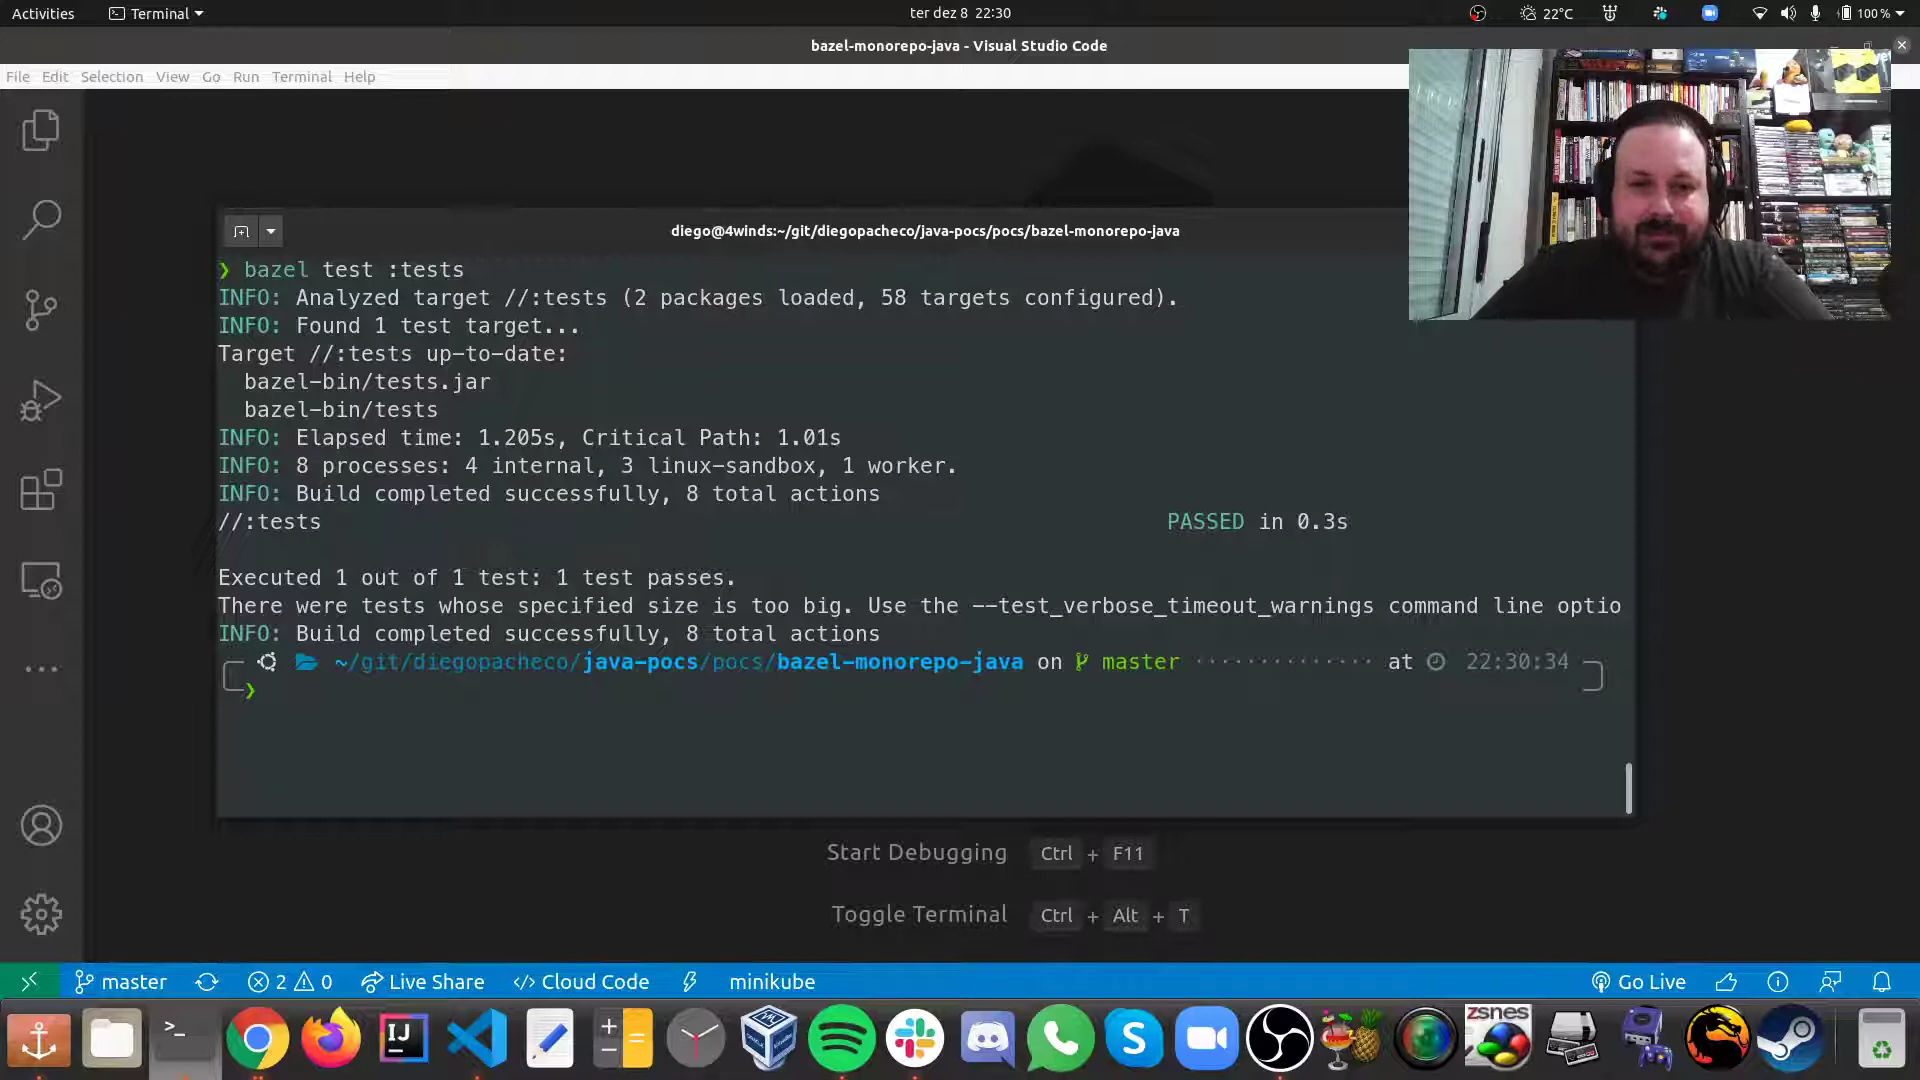 Activities
Terminal
ter dez 8 22:30
22°C
100 %
bazel-monorepo-java - Visual Studio Code
File Edit Selection View Go Run Terminal Help
diego@4winds:~/git/diegopacheco/java-pocs/pocs/bazel-monorepo-java
❯ bazel test :tests
INFO: Analyzed target //:tests (2 packages loaded, 58 targets configured).
INFO: Found 1 test target...
Target //:tests up-to-date:
bazel-bin/tests.jar
bazel-bin/tests
INFO: Elapsed time: 1.205s, Critical Path: 1.01s
INFO: 8 processes: 4 internal, 3 linux-sandbox, 1 worker.
INFO: Build completed successfully, 8 total actions
//:tests PASSED in 0.3s
Executed 1 out of 1 test: 1 test passes.
There were tests whose specified size is too big. Use the --test_verbose_timeout_warnings command line optio
INFO: Build completed successfully, 8 total actions
~/git/diegopacheco/java-pocs/pocs/bazel-monorepo-java on master ·············· at 22:30:34
❯
Start Debugging Ctrl + F11
Toggle Terminal Ctrl + Alt + T
master
2
0
Live Share
Cloud Code
minikube
Go Live
IJ
zsnes